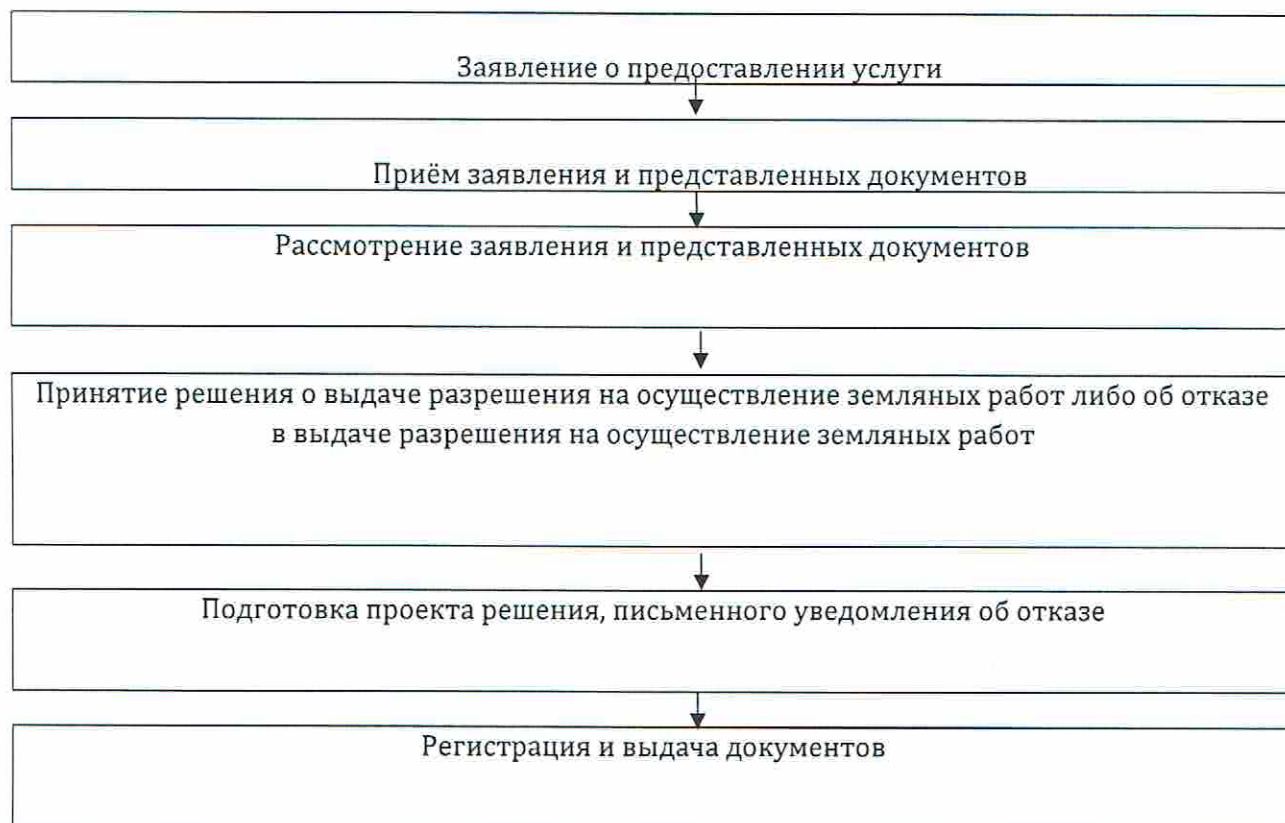 Заявление о предоставлении услуги
Приём заявления и представленных документов
Рассмотрение заявления и представленных документов
Принятие решения о выдаче разрешения на осуществление земляных работ либо об отказе
в выдаче разрешения на осуществление земляных работ
Подготовка проекта решения, письменного уведомления об отказе
Регистрация и выдача документов